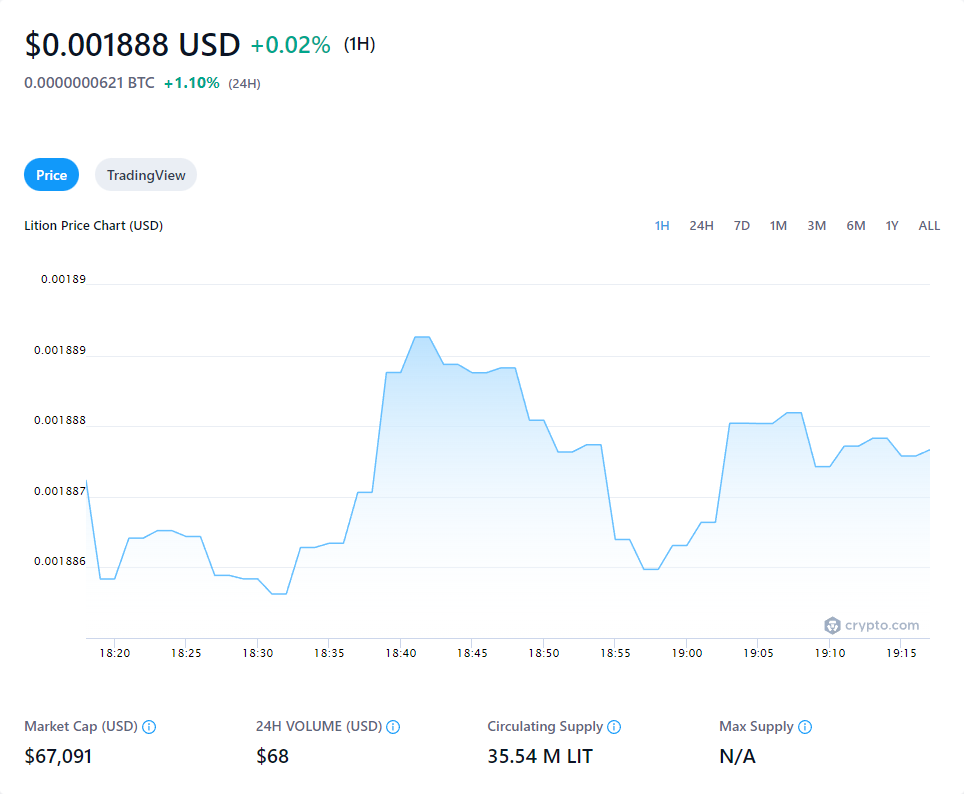 $0.001888 USD +0.02% (1H)
0.0000000621 BTC +1.10% (24H)
Price TradingView
Lition Price Chart (USD) 1H 24H 7D 1M 3M 6M 1Y ALL
0.00189
0.001889
0.001888
0.001887
0.001886
crypto.com
18:20 18:25 18:30 18:35 18:40 18:45 18:50 18:55 19:00 19:05 19:10 19:15
Market Cap (USD) 24H VOLUME (USD) Circulating Supply Max Supply
$67,091 $68 35.54 M LIT N/A